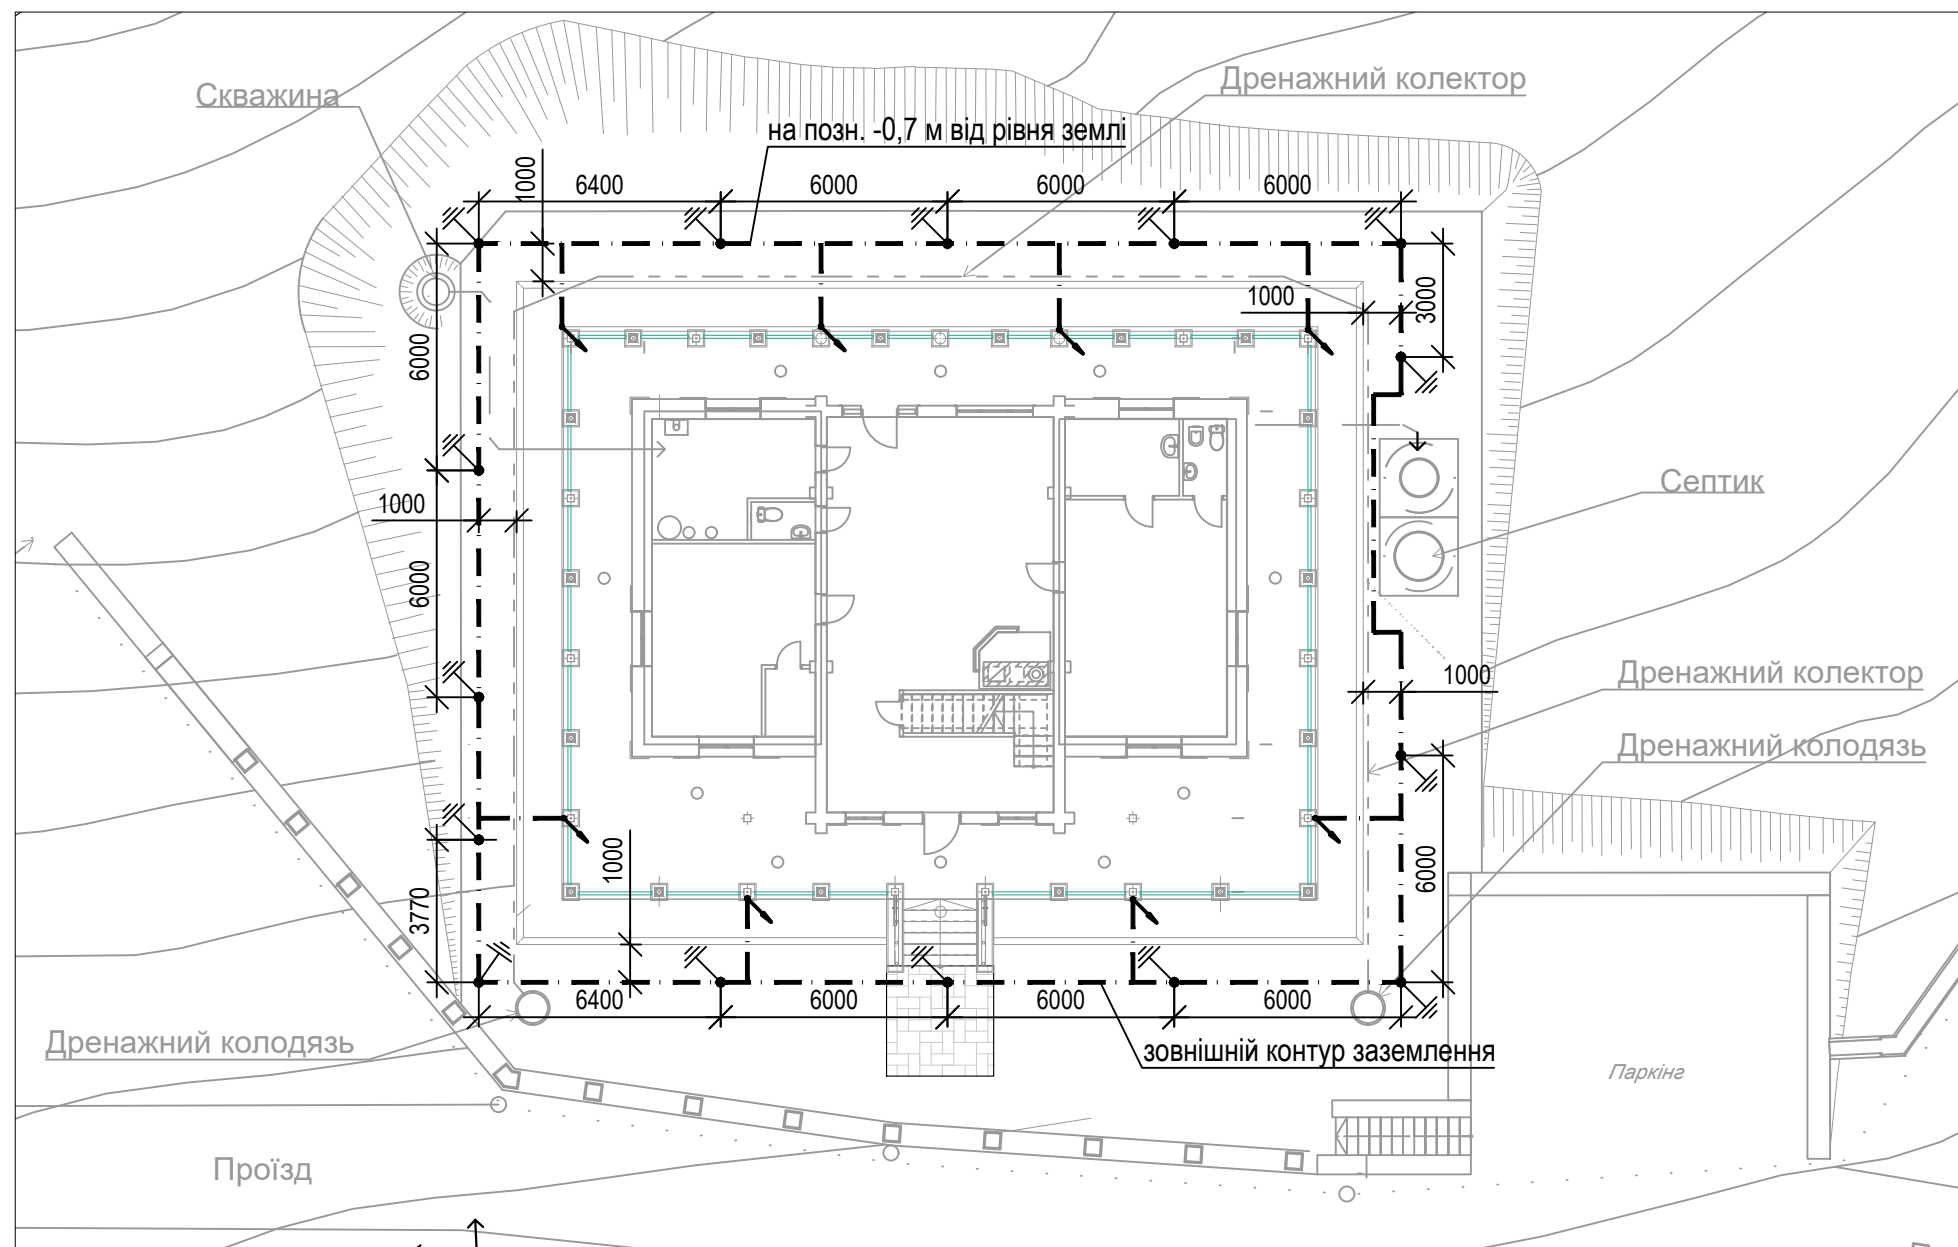 Скважина
Дренажний колектор
на позн. -0,7 м від рівня землі
1000
6400
6000
6000
6000
1000
3000
6000
Септик
1000
6000
Дренажний колектор
1000
Дренажний колодязь
1000
6000
3770
6400
6000
6000
6000
Дренажний колодязь
зовнішній контур заземлення
Паркінг
Проїзд